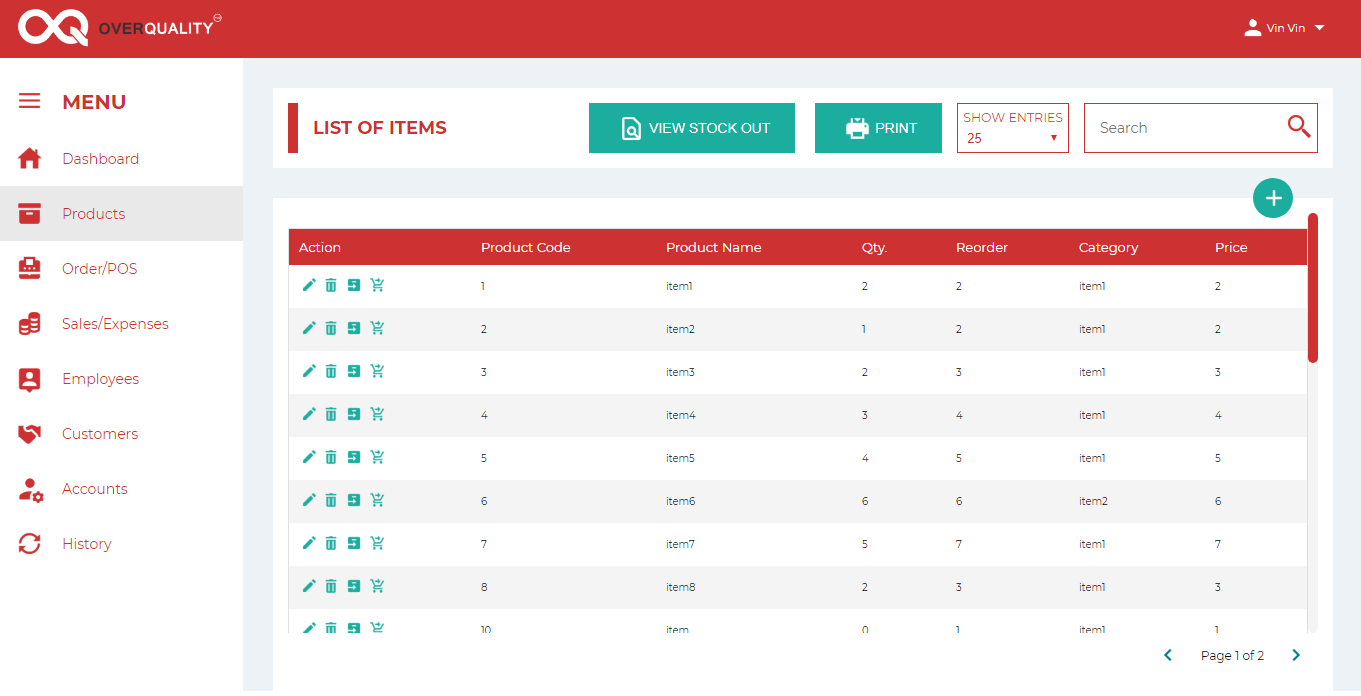 OVERQUALITY
Vin Vin
MENU
Dashboard
Products
Order/POS
Sales/Expenses
Employees
Customers
Accounts
History
LIST OF ITEMS
VIEW STOCK OUT
PRINT
SHOW ENTRIES
25
Search
Action Product Code Product Name Qty. Reorder Category Price
1 item1 2 2 item1 2
2 item2 1 2 item1 2
3 item3 2 3 item1 3
4 item4 3 4 item1 4
5 item5 4 5 item1 5
6 item6 6 6 item2 6
7 item7 5 7 item1 7
8 item8 2 3 item1 3
10 item 0 1 item1 1
Page 1 of 2